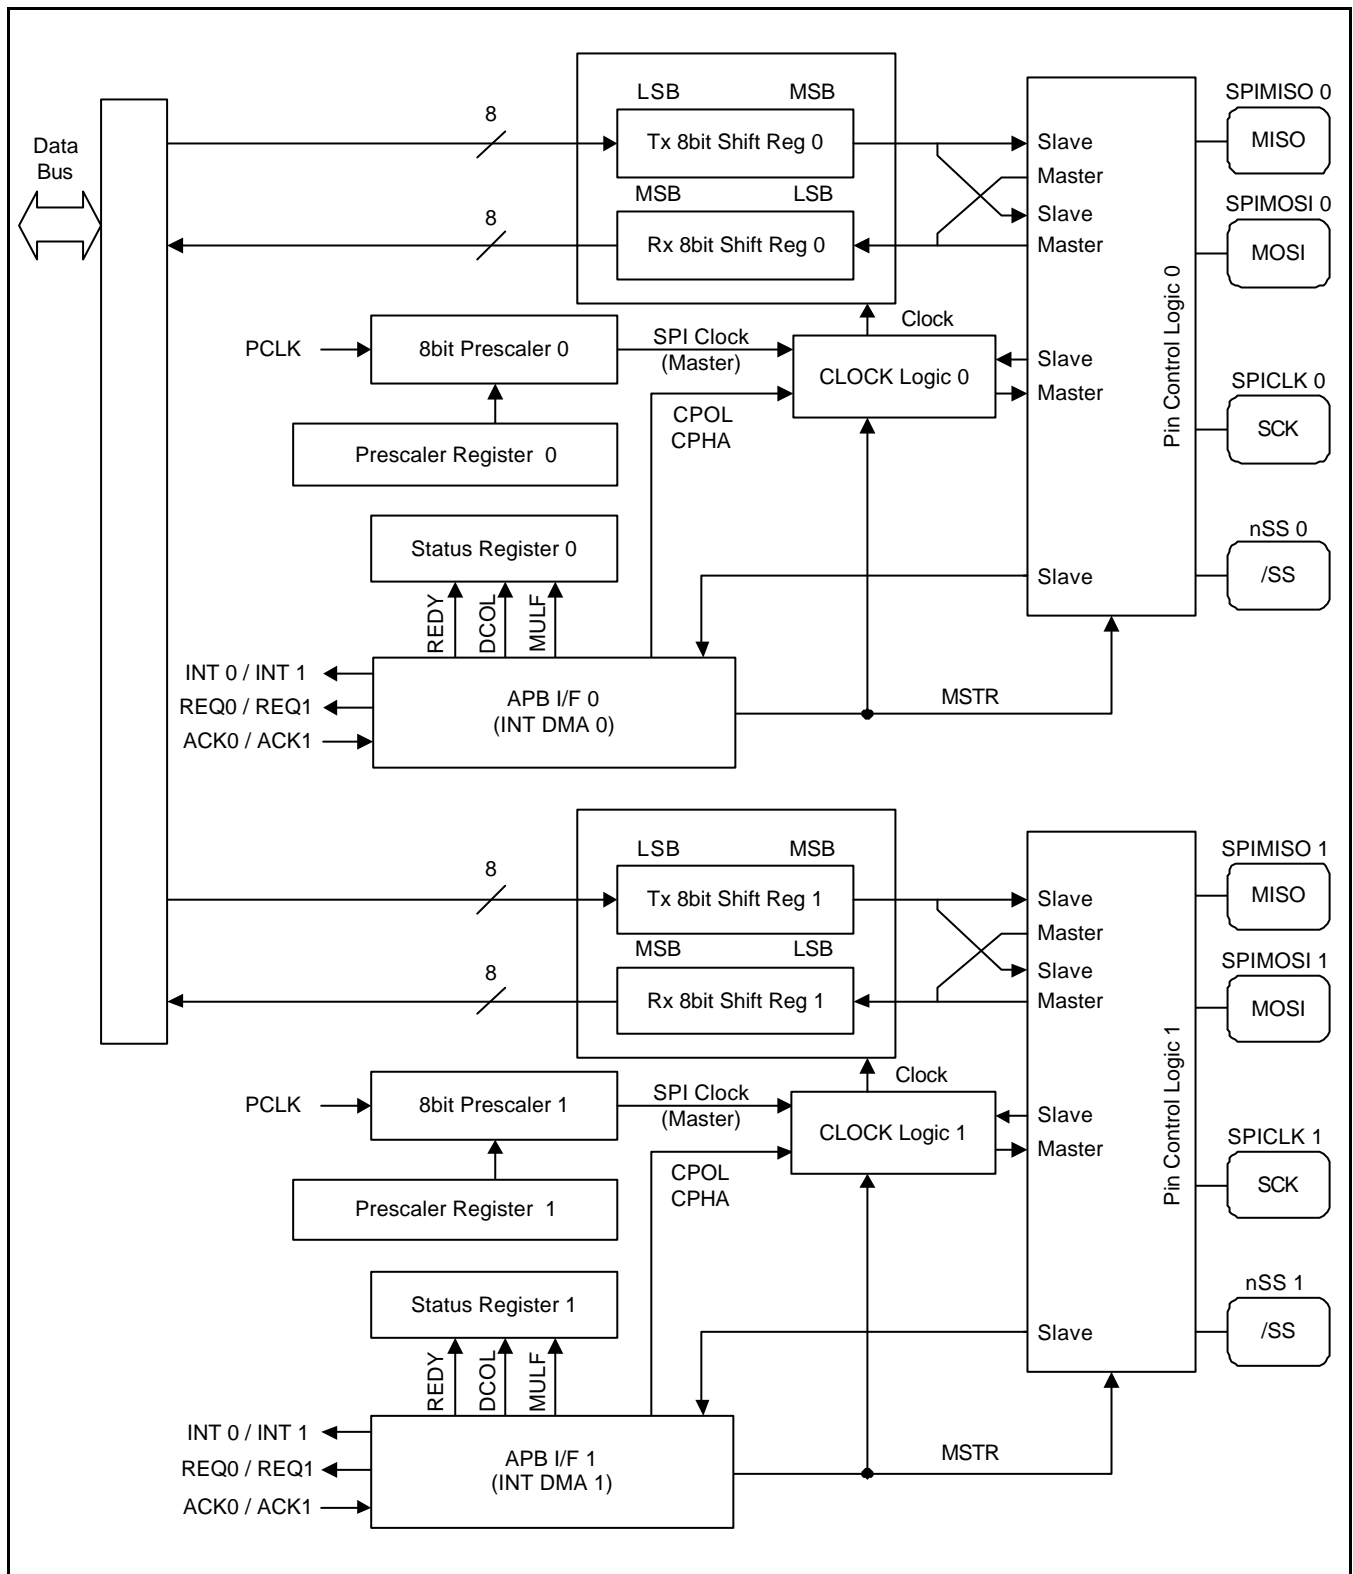 LSB MSB
SPIMISO 0
8
Tx 8bit Shift Reg 0
Slave
MISO
Data
Bus
Master
MSB LSB
SPIMOSI 0
8
Slave
Rx 8bit Shift Reg 0
Master
MOSI
Pin Control Logic 0
Clock
PCLK
8bit Prescaler 0
SPI Clock
(Master)
CLOCK Logic 0
Slave
Master
SPICLK 0
CPOL
CPHA
SCK
Prescaler Register 0
nSS 0
Status Register 0
Slave
/SS
REDY
DCOL
MULF
INT 0 / INT 1
REQ0 / REQ1
ACK0 / ACK1
APB I/F 0
(INT DMA 0)
MSTR
LSB MSB
SPIMISO 1
8
Tx 8bit Shift Reg 1
Slave
MISO
Master
MSB LSB
SPIMOSI 1
8
Slave
Rx 8bit Shift Reg 1
Master
MOSI
Pin Control Logic 1
Clock
PCLK
8bit Prescaler 1
SPI Clock
(Master)
CLOCK Logic 1
Slave
Master
SPICLK 1
CPOL
CPHA
SCK
Prescaler Register 1
nSS 1
Status Register 1
Slave
/SS
REDY
DCOL
MULF
INT 0 / INT 1
REQ0 / REQ1
ACK0 / ACK1
APB I/F 1
(INT DMA 1)
MSTR